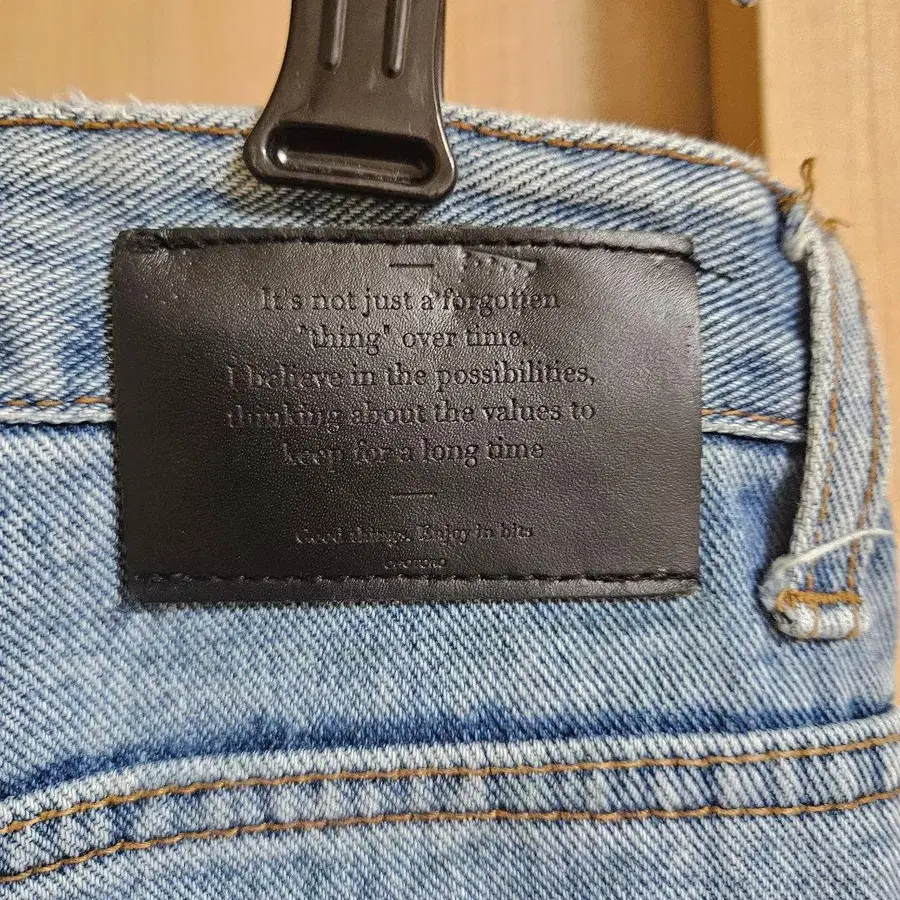 It's not just a forgotten
"thing" over time.
I believe in the possibilities,
thinking about the values to
keep for a long time
Good things. Enjoy in bits